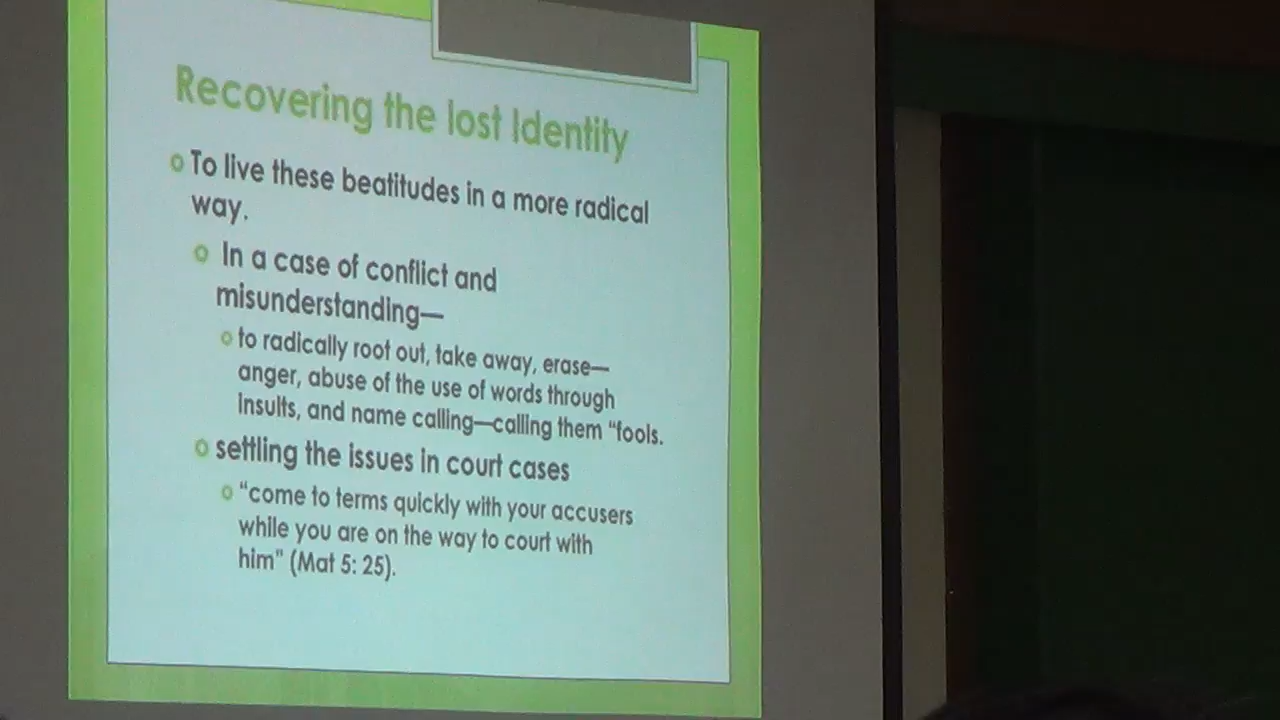 Recovering the lost Identity
To live these beatitudes in a more radical
way.
In a case of conflict and
misunderstanding—
to radically root out, take away, erase—
anger, abuse of the use of words through
insults, and name calling—calling them “fools.
settling the issues in court cases
“come to terms quickly with your accusers
while you are on the way to court with
him" (Mat 5: 25).